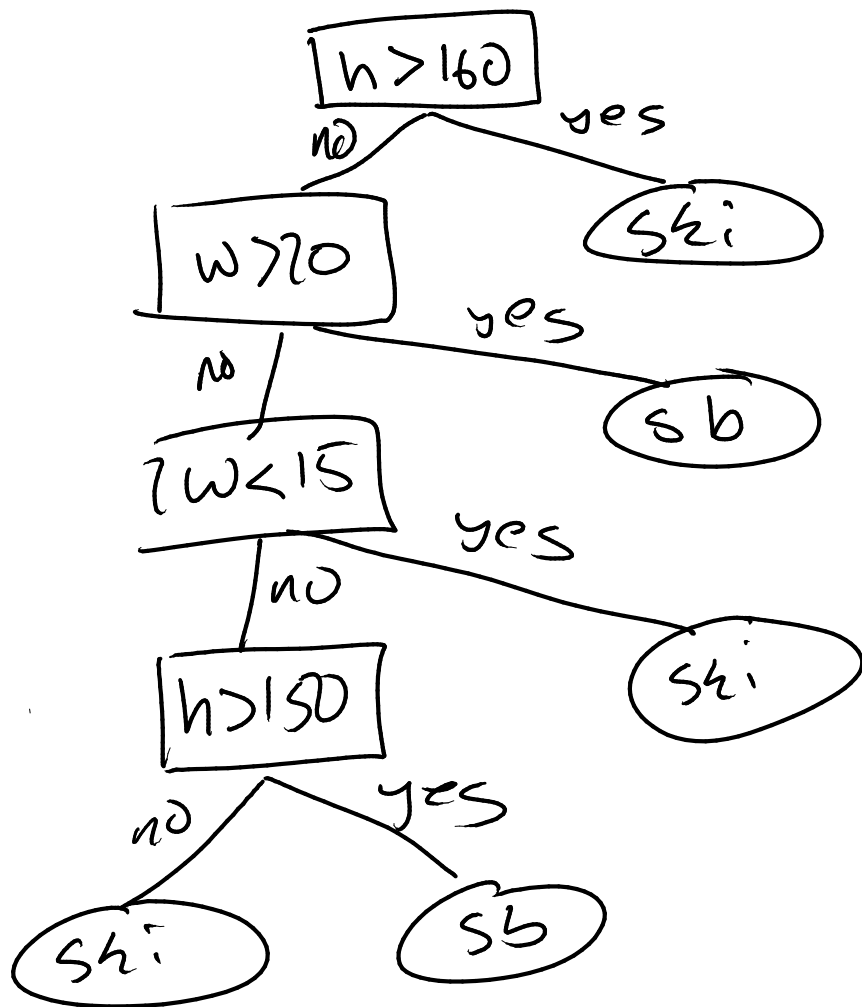 h>160
no yes
ski
w>20
yes
no
sb
w<15
yes
no
ski
h>150
no yes
ski sb